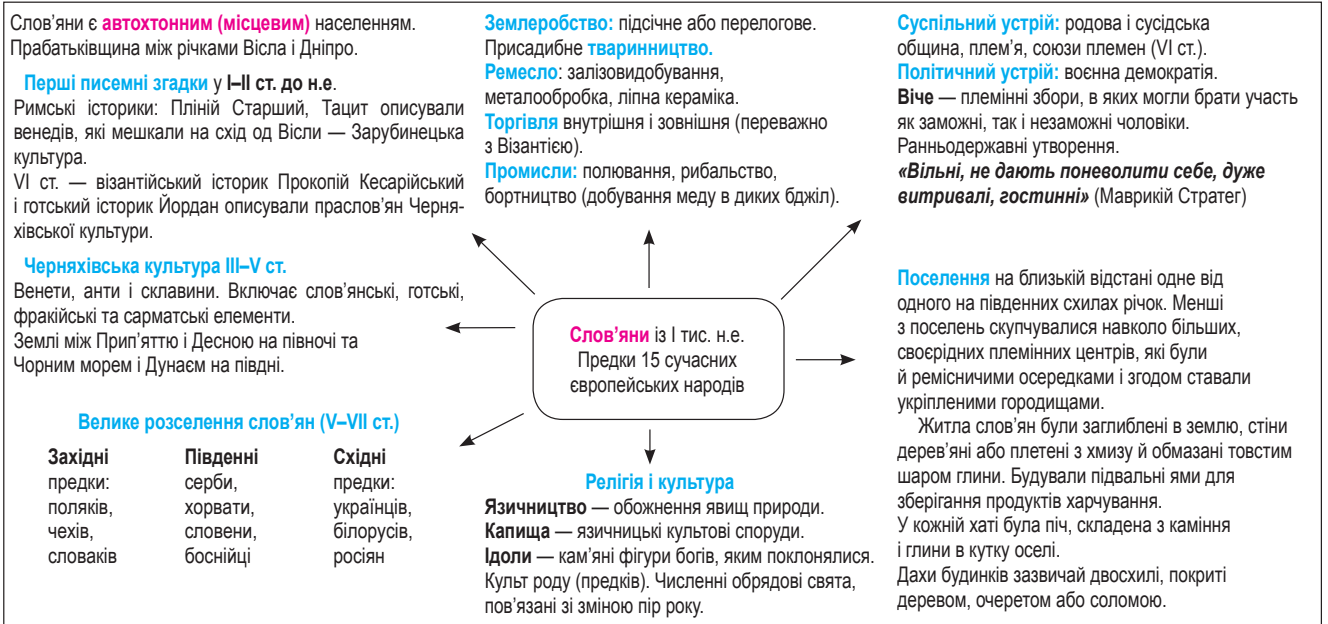 Слов’яни є автохтонним (місцевим) населенням.
Прабатьківщина між річками Вісла і Дніпро.
Перші писемні згадки у І–ІІ ст. до н.е.
Римські історики: Пліній Старший, Тацит описували
венедів, які мешкали на схід од Вісли — Зарубинецька
культура.
VI ст. — візантійський історик Прокопій Кесарійський
і готський історик Йордан описували праслов’ян Черня-
хівської культури.
Черняхівська культура ІІІ–V ст.
Венети, анти і склавини. Включає слов’янські, готські,
фракійські та сарматські елементи.
Землі між Прип’яттю і Десною на півночі та
Чорним морем і Дунаєм на півдні.
Велике розселення слов’ян (V–VII ст.)
Західні
предки:
поляків,
чехів,
словаків
Південні
серби,
хорвати,
словени,
боснійці
Східні
предки:
українців,
білорусів,
росіян
Землеробство: підсічне або перелогове.
Присадибне тваринництво.
Ремесло: залізовидобування,
металообробка, ліпна кераміка.
Торгівля внутрішня і зовнішня (переважно
з Візантією).
Промисли: полювання, рибальство,
бортництво (добування меду в диких бджіл).
Слов’яни із І тис. н.е.
Предки 15 сучасних
європейських народів
Релігія і культура
Язичництво — обожнення явищ природи.
Капища — язичницькі культові споруди.
Ідоли — кам’яні фігури богів, яким поклонялися.
Культ роду (предків). Численні обрядові свята,
пов’язані зі зміною пір року.
Суспільний устрій: родова і сусідська
община, плем’я, союзи племен (VI ст.).
Політичний устрій: воєнна демократія.
Віче — племінні збори, в яких могли брати участь
як заможні, так і незаможні чоловіки.
Ранньодержавні утворення.
«Вільні, не дають поневолити себе, дуже
витривалі, гостинні» (Маврикій Стратег)
Поселення на близькій відстані одне від
одного на південних схилах річок. Менші
з поселень скупчувалися навколо більших,
своєрідних племінних центрів, які були
й ремісничими осередками і згодом ставали
укріпленими городищами.
Житла слов’ян були заглиблені в землю, стіни
дерев’яні або плетені з хмизу й обмазані товстим
шаром глини. Будували підвальні ями для
зберігання продуктів харчування.
У кожній хаті була піч, складена з каміння
і глини в кутку оселі.
Дахи будинків зазвичай двосхилі, покриті
деревом, очеретом або соломою.